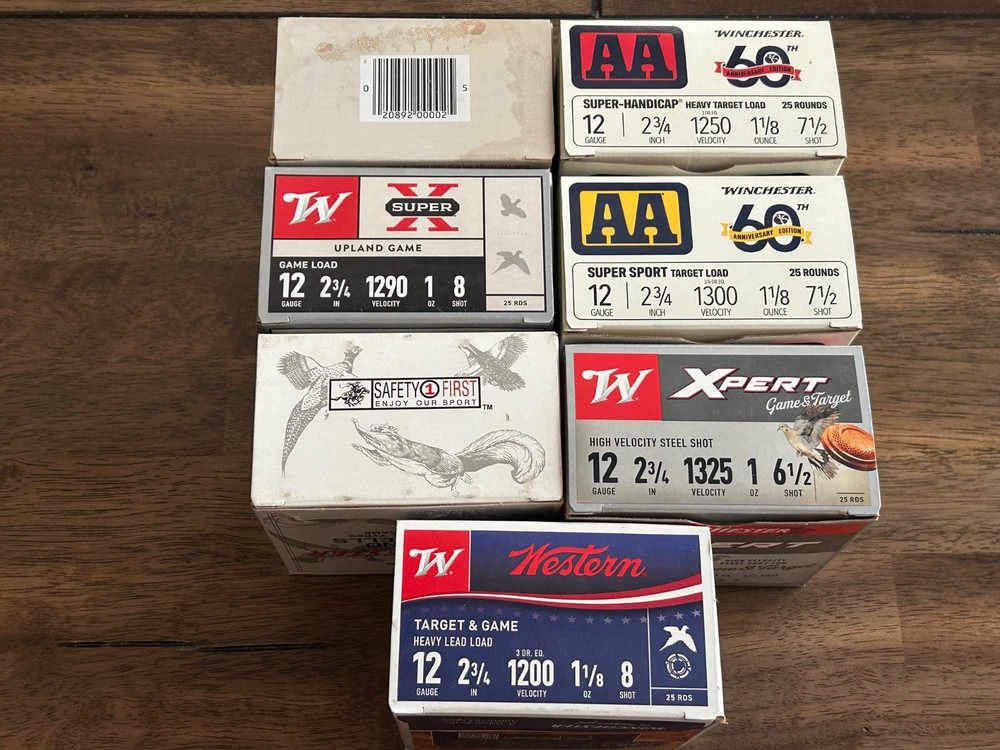 0 20892 00002 5
AA
WINCHESTER
60TH
ANNIVERSARY EDITION
SUPER-HANDICAP® HEAVY TARGET LOAD 25 ROUNDS
3 DR. EQ.
12 2¾ 1250 1⅛ 7½
GAUGE INCH VELOCITY OUNCE SHOT
W SUPER X
UPLAND GAME
GAME LOAD
12 2¾ 1290 1 8
GAUGE IN VELOCITY OZ SHOT
25 RDS
AA
WINCHESTER
60TH
ANNIVERSARY EDITION
SUPER SPORT TARGET LOAD 25 ROUNDS
12 2¾ 1300 1⅛ 7½
GAUGE INCH VELOCITY OUNCE SHOT
SAFETY 1 FIRST
ENJOY OUR SPORT™
W XPERT
Game & Target
HIGH VELOCITY STEEL SHOT
12 2¾ 1325 1 6½
GAUGE IN VELOCITY OZ SHOT
25 RDS
W Western
TARGET & GAME
HEAVY LEAD LOAD
3 DR. EQ.
12 2¾ 1200 1⅛ 8
GAUGE IN VELOCITY OZ SHOT
25 RDS